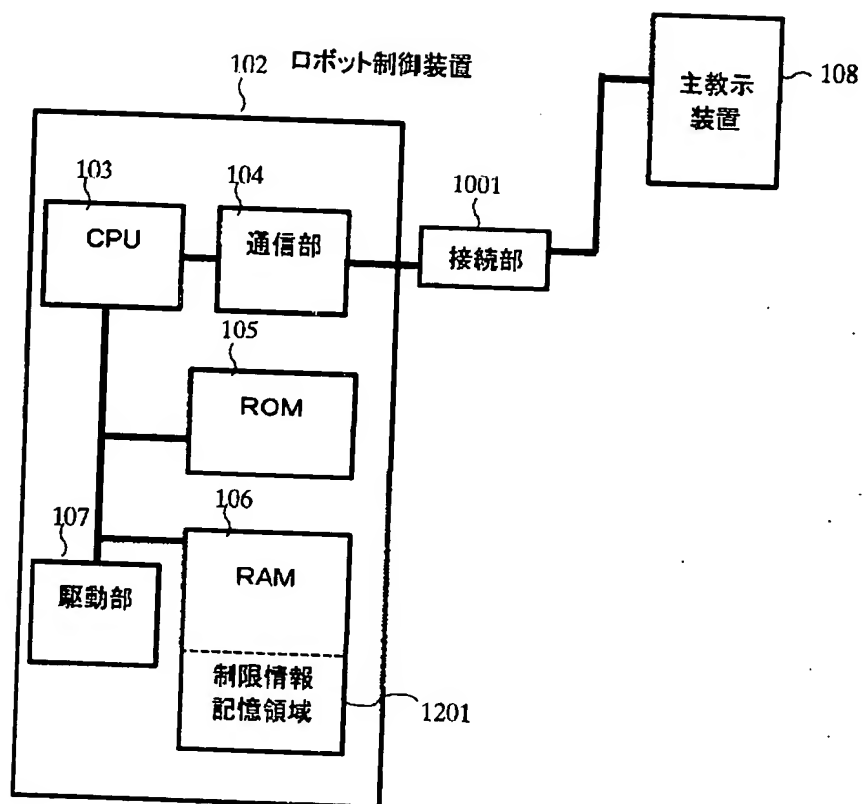 102 ロボット制御装置
主教示
装置
108
103
104
1001
CPU
通信部
接続部
105
ROM
106
107
RAM
駆動部
制限情報
記憶領域
1201